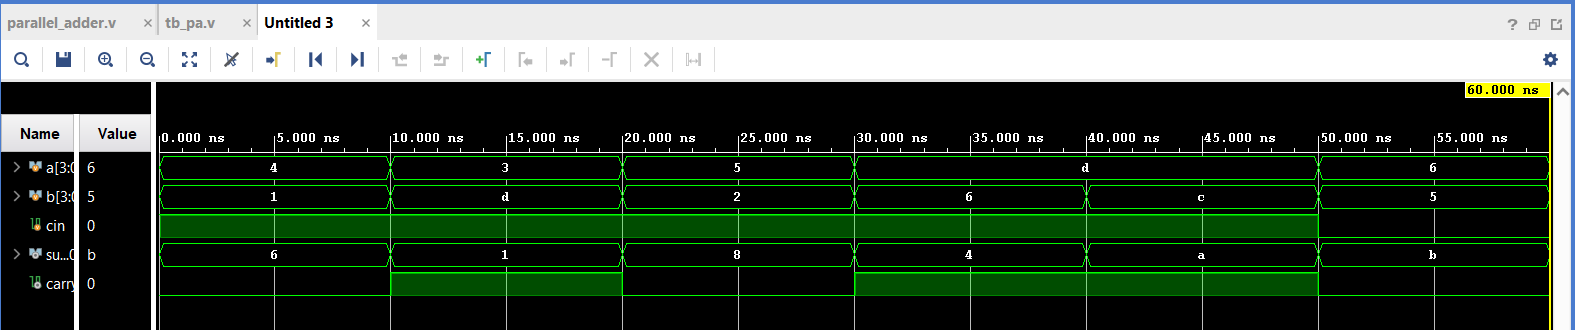 parallel_adder.v × tb_pa.v × Untitled 3 × ?
60.000 ns
Name Value 0.000 ns 5.000 ns 10.000 ns 15.000 ns 20.000 ns 25.000 ns 30.000 ns 35.000 ns 40.000 ns 45.000 ns 50.000 ns 55.000 ns
a[3:0 6 4 3 5 d 6
b[3:0 5 1 d 2 6 c 5
cin 0
su...0 b 6 1 8 4 a b
carry 0